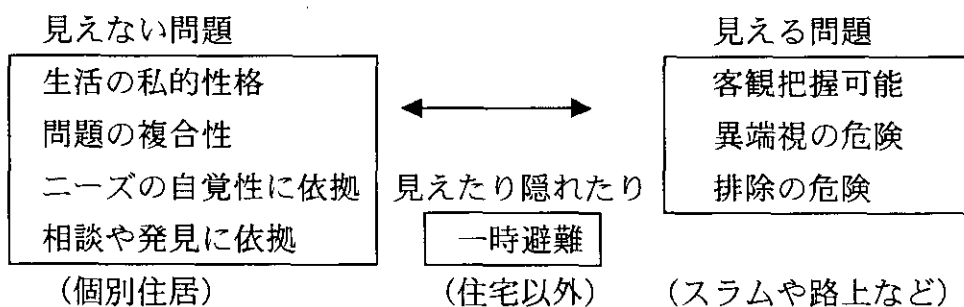 見えない問題
生活の私的性格
問題の複合性
ニーズの自覚性に依拠
相談や発見に依拠
(個別住居)
見えたり隠れたり
一時避難
(住宅以外)
見える問題
客観把握可能
異端視の危険
排除の危険
(スラムや路上など)